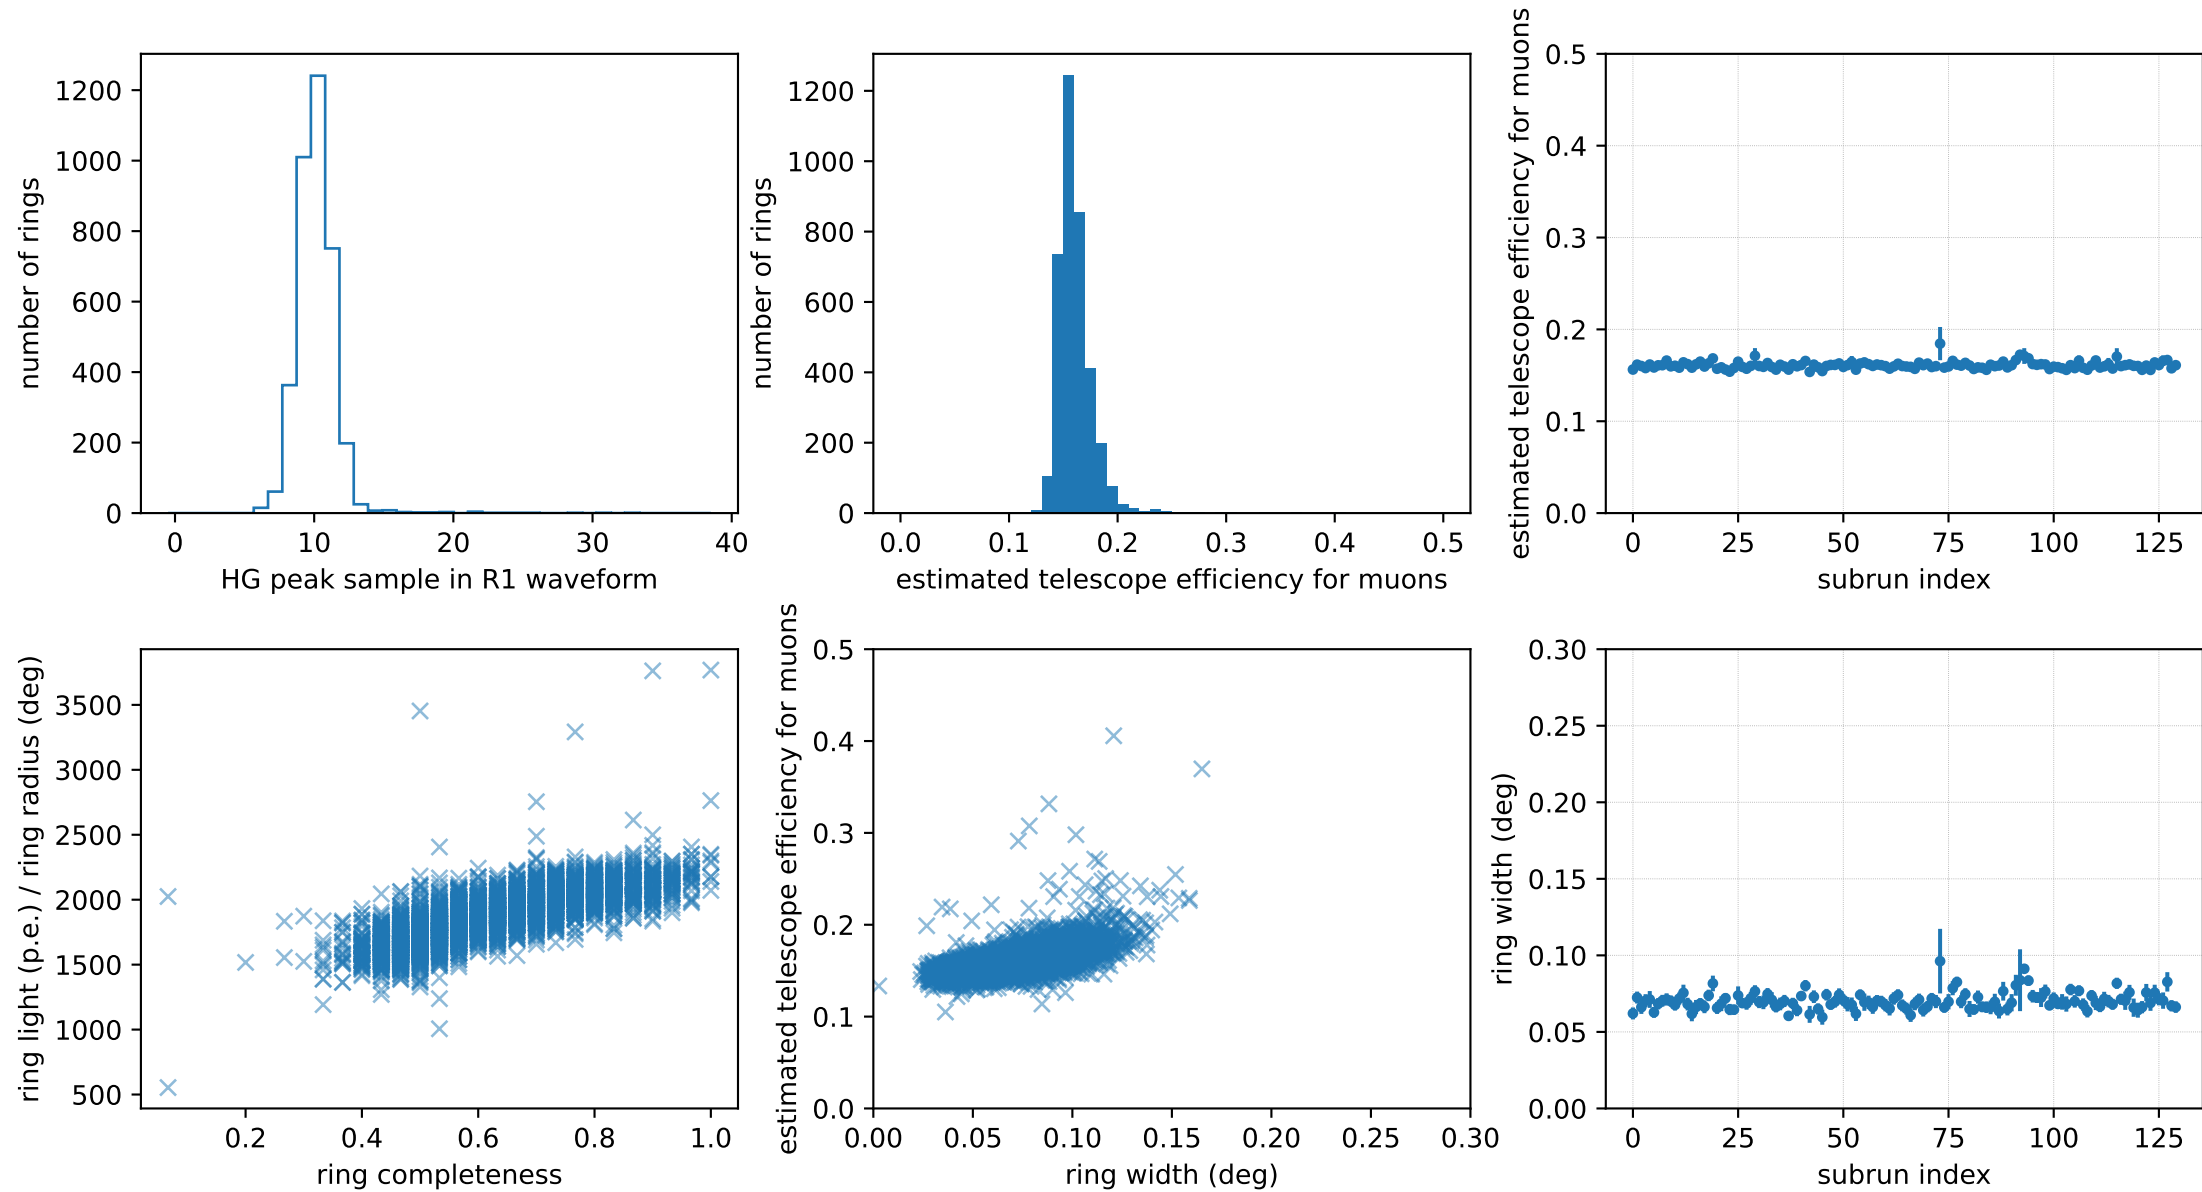 number of rings
1200
1000
800
600
400
200
0
0 10 20 30 40
HG peak sample in R1 waveform
number of rings
1200
1000
800
600
400
200
0
0.0 0.1 0.2 0.3 0.4 0.5
estimated telescope efficiency for muons
estimated telescope efficiency for muons
0.5
0.4
0.3
0.2
0.1
0.0
0 25 50 75 100 125
subrun index
ring light (p.e.) / ring radius (deg)
3500
3000
2500
2000
1500
1000
500
0.2 0.4 0.6 0.8 1.0
ring completeness
estimated telescope efficiency for muons
0.5
0.4
0.3
0.2
0.1
0.0
0.00 0.05 0.10 0.15 0.20 0.25 0.30
ring width (deg)
ring width (deg)
0.30
0.25
0.20
0.15
0.10
0.05
0.00
0 25 50 75 100 125
subrun index